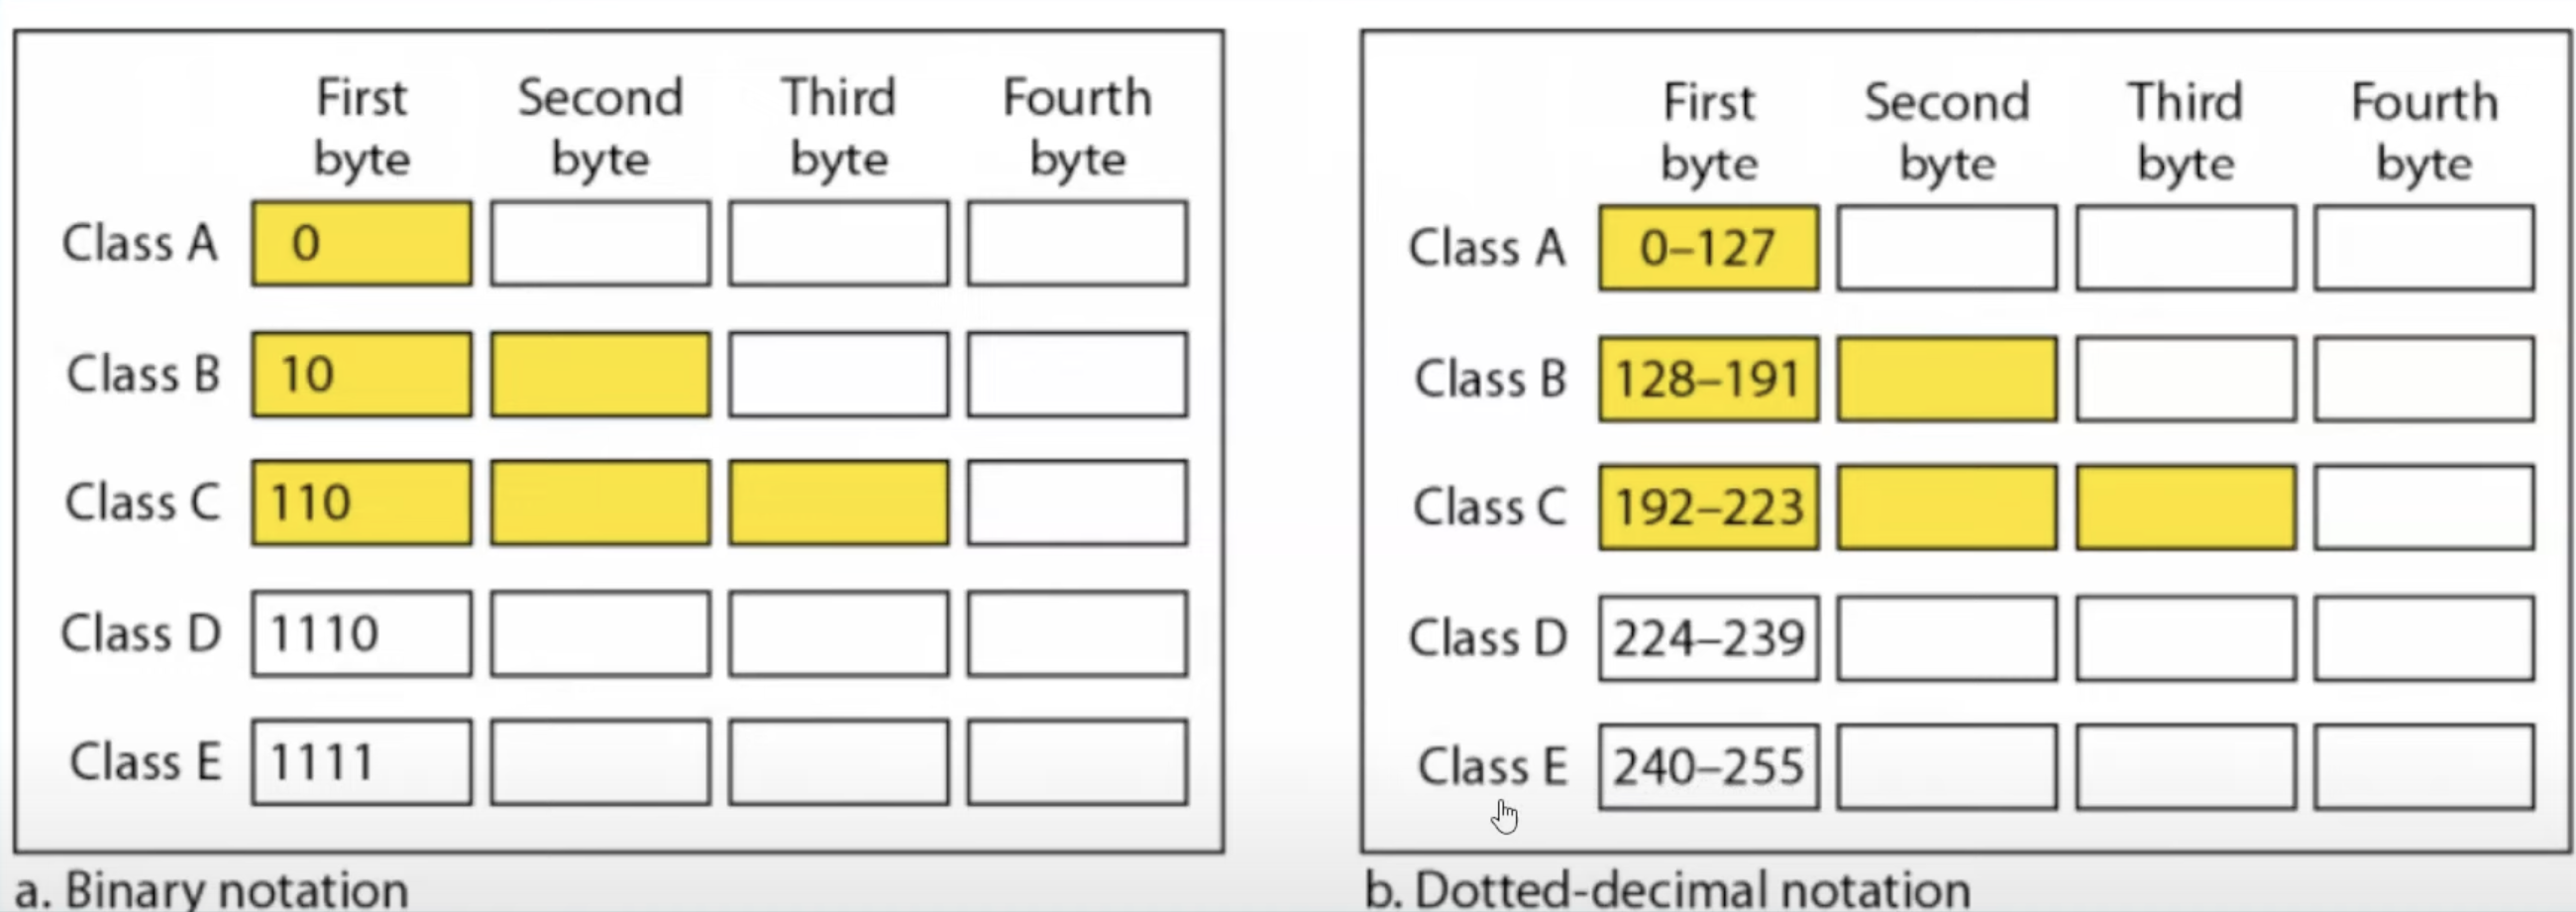 First Second Third Fourth
byte byte byte byte
Class A 0
Class B 10
Class C 110
Class D 1110
Class E 1111
a. Binary notation
First Second Third Fourth
byte byte byte byte
Class A 0–127
Class B 128–191
Class C 192–223
Class D 224–239
Class E 240–255
b. Dotted-decimal notation